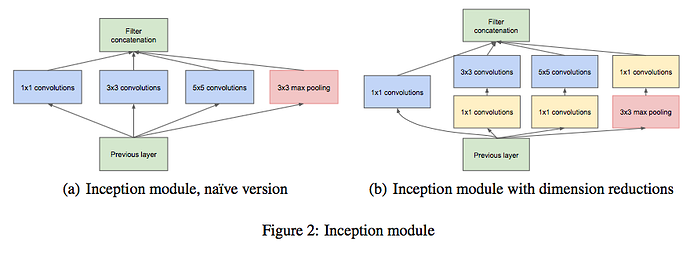 Filter
concatenation
1x1 convolutions
3x3 convolutions
5x5 convolutions
3x3 max pooling
Previous layer
(a) Inception module, naïve version
Filter
concatenation
3x3 convolutions
5x5 convolutions
1x1 convolutions
1x1 convolutions
1x1 convolutions
1x1 convolutions
3x3 max pooling
Previous layer
(b) Inception module with dimension reductions
Figure 2: Inception module